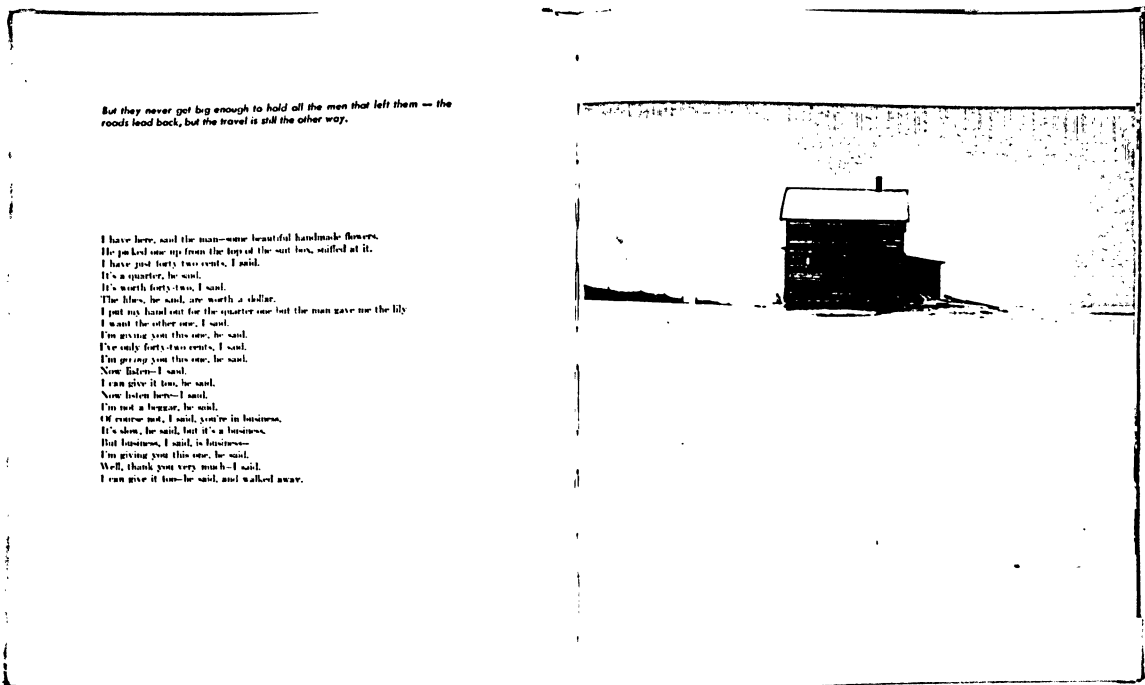 But they never get big enough to hold all the men that left them — the
roads lead back, but the travel is still the other way.
I have here, said the man—some beautiful handmade flowers.
He picked one up from the top of the suit box, sniffed at it.
I have just forty two cents, I said.
It's a quarter, he said.
It's worth forty-two, I said.
The lilies, he said, are worth a dollar.
I put my hand out for the quarter one but the man gave me the lily
I want the other one, I said.
I'm giving you this one, he said.
I've only forty-two cents, I said.
I'm giving you this one, he said.
Now listen—I said.
I can give it too, he said.
Now listen here—I said.
I'm not a beggar, he said.
Of course not, I said, you're in business.
It's slow, he said, but it's a business.
But business, I said, is business—
I'm giving you this one, he said.
Well, thank you very much—I said.
I can give it too—he said, and walked away.